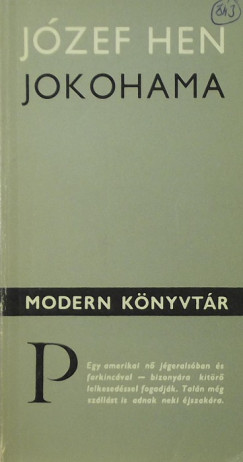 JÓZEF HEN
JOKOHAMA
MODERN KÖNYVTÁR
P
Egy amerikai nő jégeralsóban és
farkincával — bizonyára kitörő
lelkesedéssel fogadják. Talán még
szállást is adnak neki éjszakára.